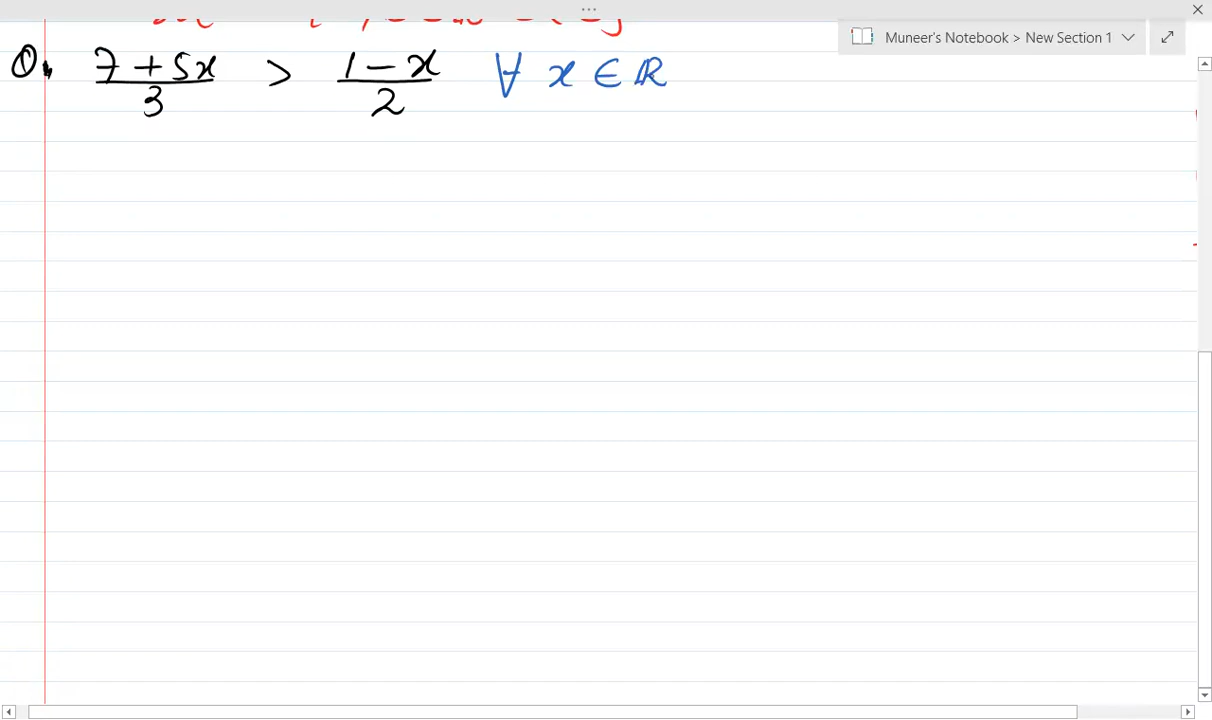 Muneer's Notebook > New Section 1
Q. (7+5x)/3 > (1-x)/2 ∀ x ∈ ℝ